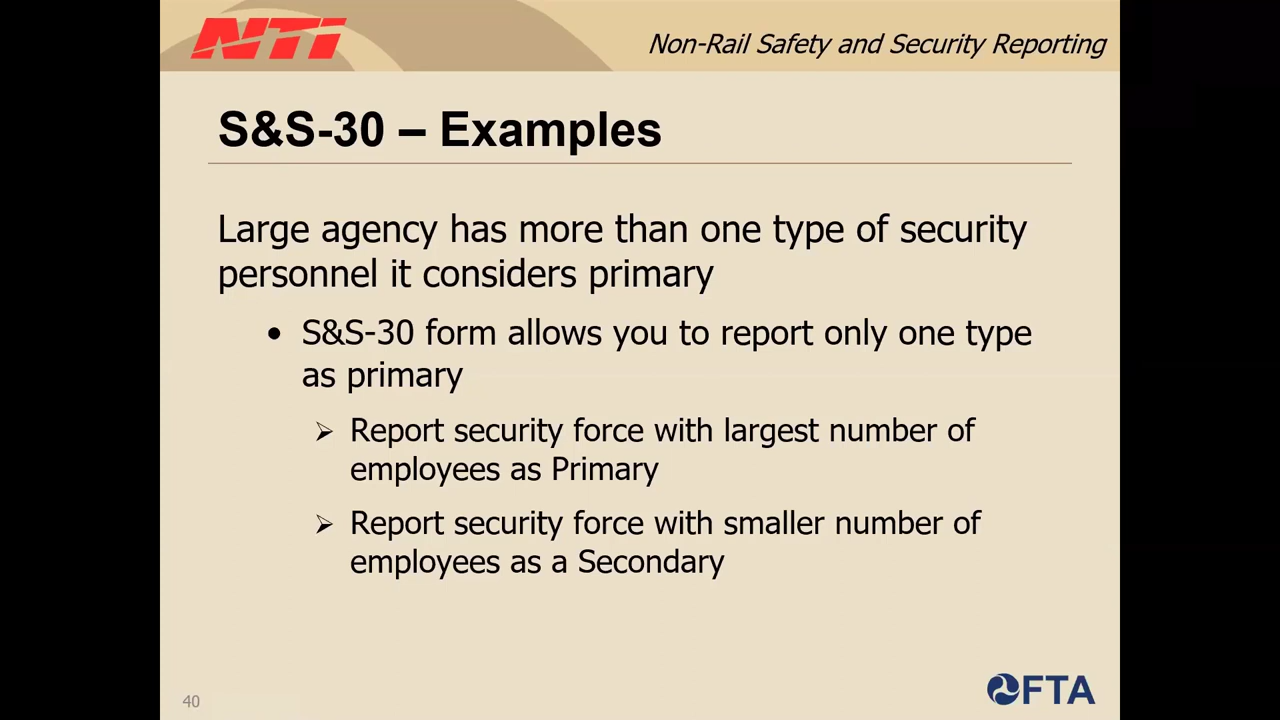 NTI
Non-Rail Safety and Security Reporting
S&S-30 – Examples
Large agency has more than one type of security
personnel it considers primary
• S&S-30 form allows you to report only one type
as primary
➢ Report security force with largest number of
employees as Primary
➢ Report security force with smaller number of
employees as a Secondary
40
FTA